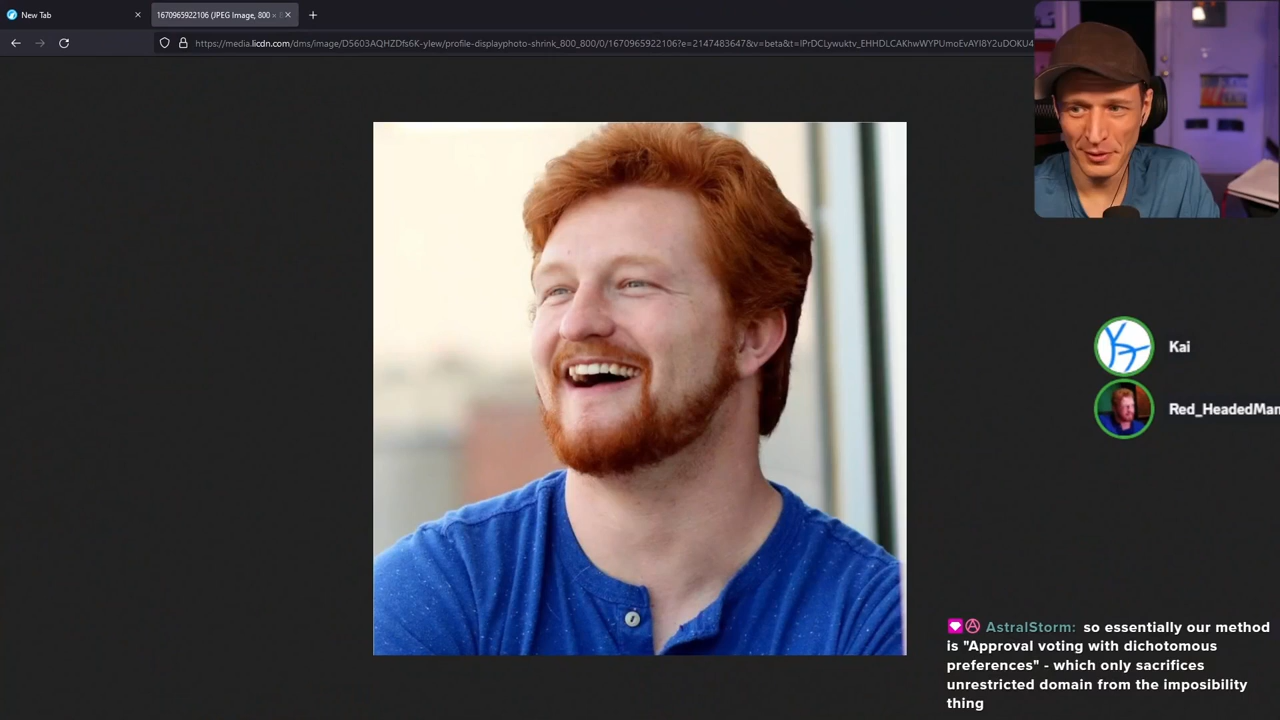 New Tab
1670965922106 (JPEG Image, 800 ×
https://media.licdn.com/dms/image/D5603AQHZDfs6K-ylew/profile-displayphoto-shrink_800_800/0/1670965922106?e=2147483647&v=beta&t=
Kai
Red_HeadedMan
AstralStorm: so essentially our method
is "Approval voting with dichotomous
preferences" - which only sacrifices
unrestricted domain from the imposibility
thing